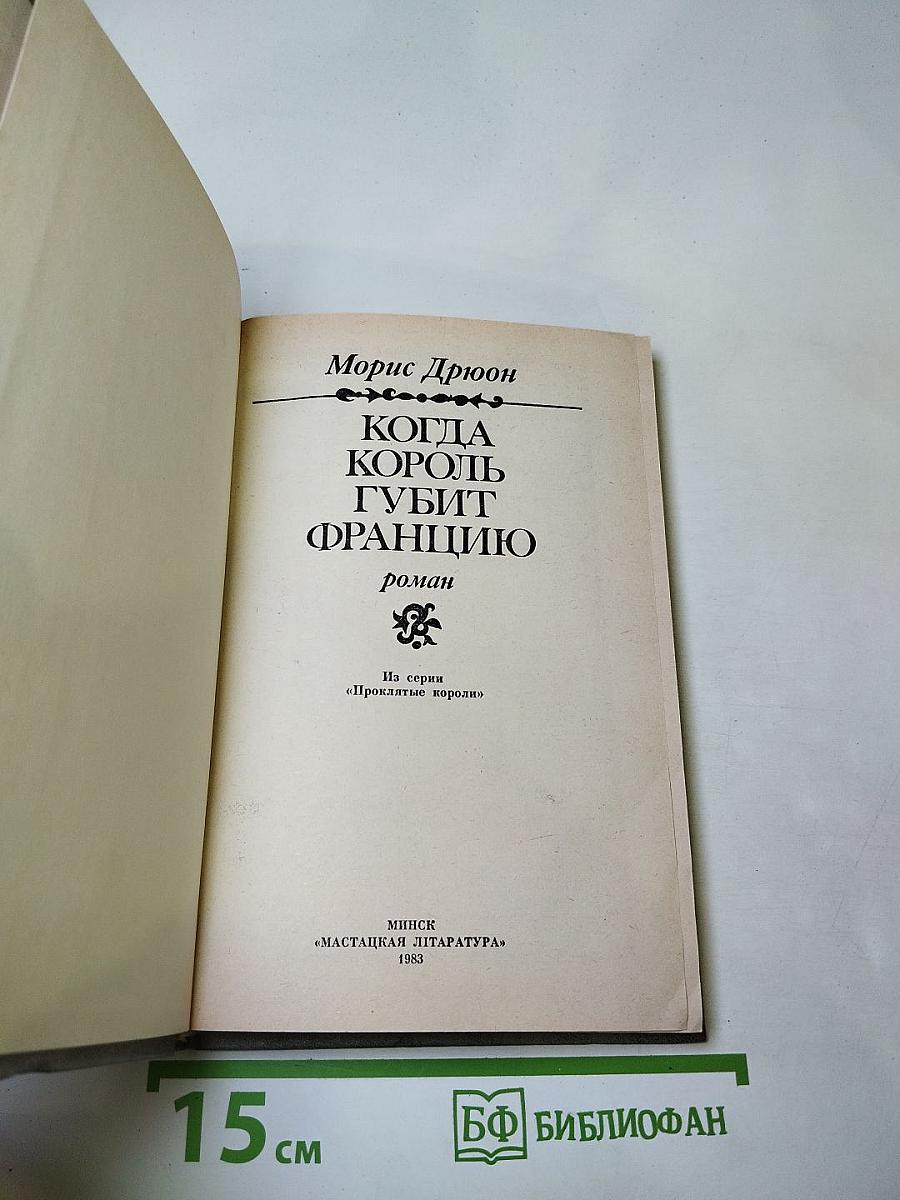 Морис Дрюон
КОГДА
КОРОЛЬ
ГУБИТ
ФРАНЦИЮ
роман
Из серии
«Проклятые короли»
МИНСК
«МАСТАЦКАЯ ЛІТАРАТУРА»
1983
15 см
БФ БИБЛИОФАН